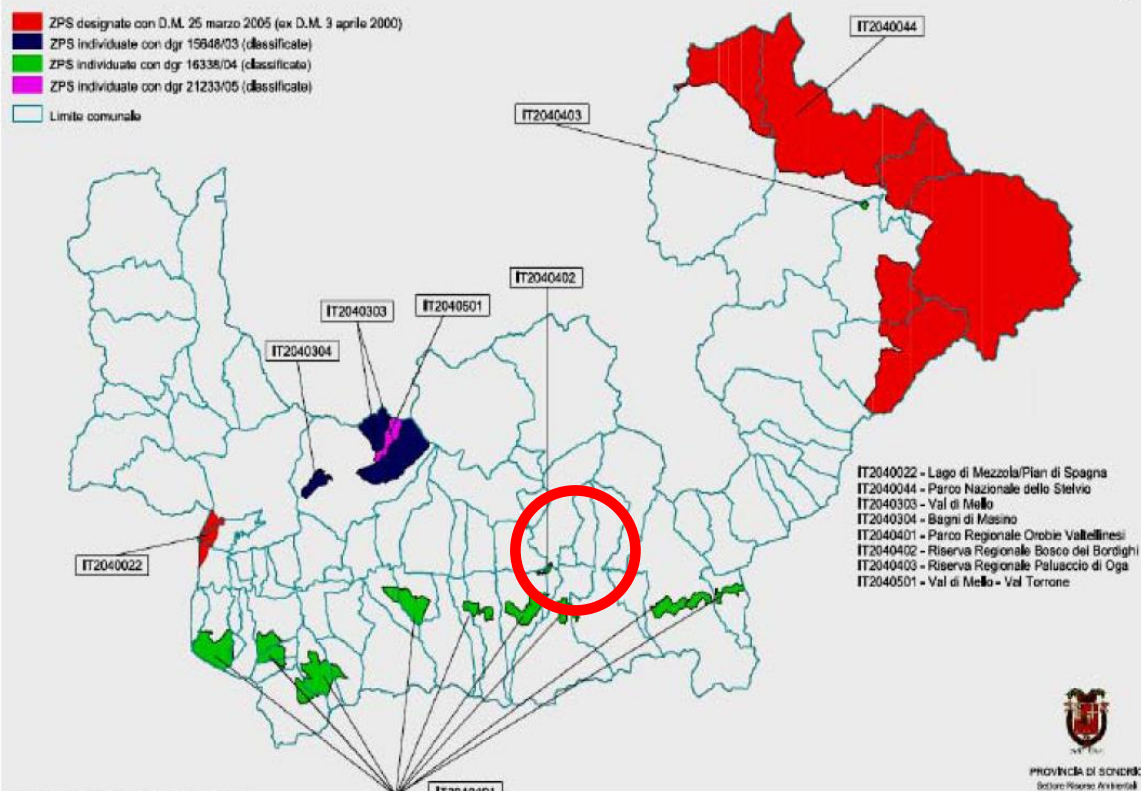 ZPS designate con D.M. 25 marzo 2005 (ex D.M. 3 aprile 2000)
ZPS individuate con dgr 15648/03 (classificate)
ZPS individuate con dgr 16338/04 (classificate)
ZPS individuate con dgr 21233/05 (classificate)
Limite comunale
IT2040044
IT2040403
IT2040402
IT2040303
IT2040501
IT2040304
IT2040022
IT2040022 - Lago di Mezzola/Pian di Spagna
IT2040044 - Parco Nazionale dello Stelvio
IT2040303 - Val di Mello
IT2040304 - Bagni di Masino
IT2040401 - Parco Regionale Orobie Valtellinesi
IT2040402 - Riserva Regionale Bosco dei Bordighi
IT2040403 - Riserva Regionale Paluaccio di Oga
IT2040501 - Val di Mello - Val Torrone
IT2040401
PROVINCIA DI SONDRIO
Settore Risorse Ambientali